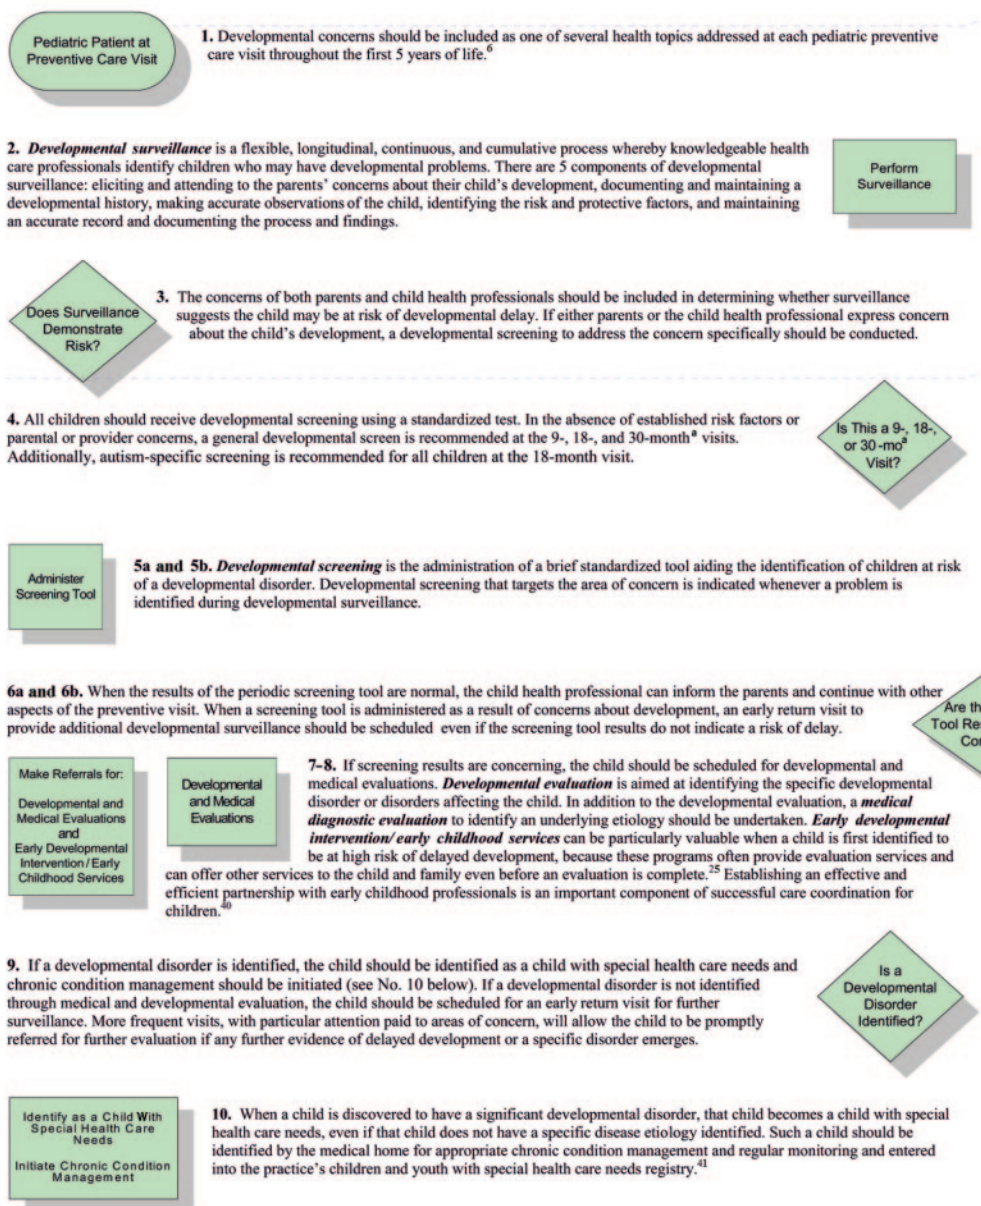 Pediatric Patient at
Preventive Care Visit
1. Developmental concerns should be included as one of several health topics addressed at each pediatric preventive
care visit throughout the first 5 years of life.6
2. Developmental surveillance is a flexible, longitudinal, continuous, and cumulative process whereby knowledgeable health
care professionals identify children who may have developmental problems. There are 5 components of developmental
surveillance: eliciting and attending to the parents' concerns about their child's development, documenting and maintaining a
developmental history, making accurate observations of the child, identifying the risk and protective factors, and maintaining
an accurate record and documenting the process and findings.
Perform
Surveillance
Does Surveillance
Demonstrate
Risk?
3. The concerns of both parents and child health professionals should be included in determining whether surveillance
suggests the child may be at risk of developmental delay. If either parents or the child health professional express concern
about the child's development, a developmental screening to address the concern specifically should be conducted.
4. All children should receive developmental screening using a standardized test. In the absence of established risk factors or
parental or provider concerns, a general developmental screen is recommended at the 9-, 18-, and 30-monthª visits.
Additionally, autism-specific screening is recommended for all children at the 18-month visit.
Is This a 9-, 18-,
or 30-moª
Visit?
Administer
Screening Tool
5a and 5b. Developmental screening is the administration of a brief standardized tool aiding the identification of children at risk
of a developmental disorder. Developmental screening that targets the area of concern is indicated whenever a problem is
identified during developmental surveillance.
6a and 6b. When the results of the periodic screening tool are normal, the child health professional can inform the parents and continue with other
aspects of the preventive visit. When a screening tool is administered as a result of concerns about development, an early return visit to
provide additional developmental surveillance should be scheduled even if the screening tool results do not indicate a risk of delay.
Are th
Tool Re
Co
Make Referrals for:
Developmental and
Medical Evaluations
and
Early Developmental
Intervention/Early
Childhood Services
Developmental
and Medical
Evaluations
7–8. If screening results are concerning, the child should be scheduled for developmental and
medical evaluations. Developmental evaluation is aimed at identifying the specific developmental
disorder or disorders affecting the child. In addition to the developmental evaluation, a medical
diagnostic evaluation to identify an underlying etiology should be undertaken. Early developmental
intervention/early childhood services can be particularly valuable when a child is first identified to
be at high risk of delayed development, because these programs often provide evaluation services and
can offer other services to the child and family even before an evaluation is complete.25 Establishing an effective and
efficient partnership with early childhood professionals is an important component of successful care coordination for
children.40
9. If a developmental disorder is identified, the child should be identified as a child with special health care needs and
chronic condition management should be initiated (see No. 10 below). If a developmental disorder is not identified
through medical and developmental evaluation, the child should be scheduled for an early return visit for further
surveillance. More frequent visits, with particular attention paid to areas of concern, will allow the child to be promptly
referred for further evaluation if any further evidence of delayed development or a specific disorder emerges.
Is a
Developmental
Disorder
Identified?
Identify as a Child With
Special Health Care
Needs
Initiate Chronic Condition
Management
10. When a child is discovered to have a significant developmental disorder, that child becomes a child with special
health care needs, even if that child does not have a specific disease etiology identified. Such a child should be
identified by the medical home for appropriate chronic condition management and regular monitoring and entered
into the practice's children and youth with special health care needs registry.41